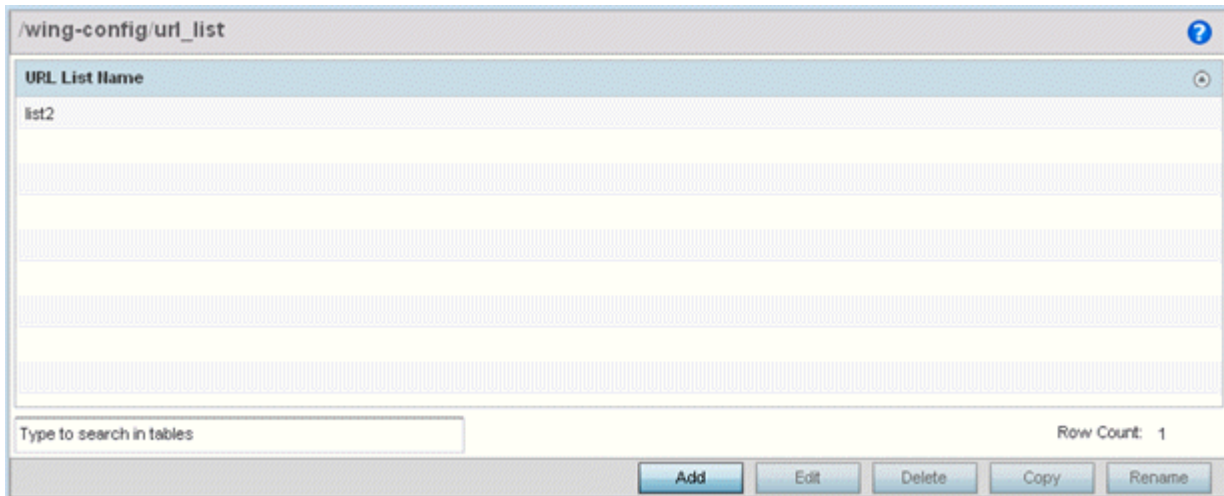 /wing-config/url_list
?
URL List Name
list2
Type to search in tables
Row Count: 1
Add Edit Delete Copy Rename